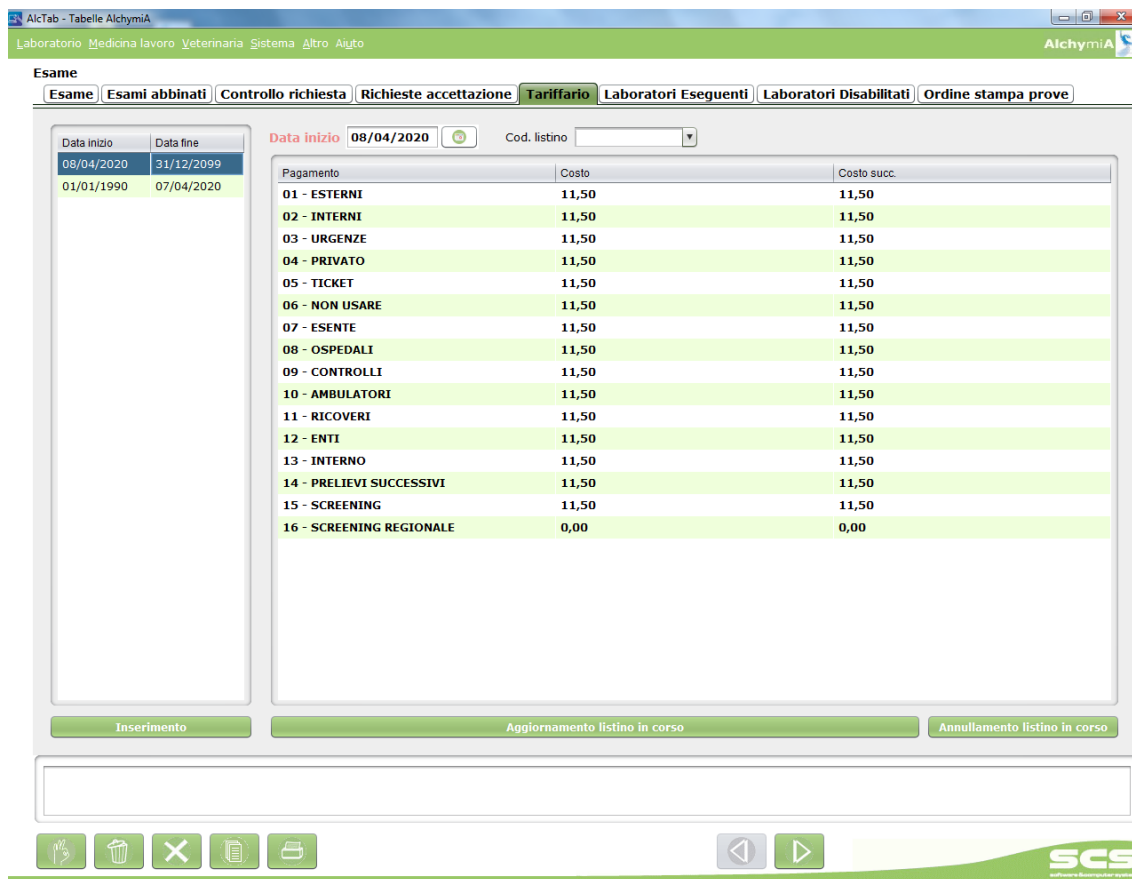 AlcTab - Tabelle AlchymiA
Laboratorio Medicina lavoro Veterinaria Sistema Altro Aiuto
AlchymiA
Esame
Esame Esami abbinati Controllo richiesta Richieste accettazione Tariffario Laboratori Eseguenti Laboratori Disabilitati Ordine stampa prove
Data inizio Data fine
08/04/2020 31/12/2099
01/01/1990 07/04/2020
Data inizio 08/04/2020 Cod. listino
Pagamento Costo Costo succ.
01 - ESTERNI 11,50 11,50
02 - INTERNI 11,50 11,50
03 - URGENZE 11,50 11,50
04 - PRIVATO 11,50 11,50
05 - TICKET 11,50 11,50
06 - NON USARE 11,50 11,50
07 - ESENTE 11,50 11,50
08 - OSPEDALI 11,50 11,50
09 - CONTROLLI 11,50 11,50
10 - AMBULATORI 11,50 11,50
11 - RICOVERI 11,50 11,50
12 - ENTI 11,50 11,50
13 - INTERNO 11,50 11,50
14 - PRELIEVI SUCCESSIVI 11,50 11,50
15 - SCREENING 11,50 11,50
16 - SCREENING REGIONALE 0,00 0,00
Inserimento Aggiornamento listino in corso Annullamento listino in corso
SCS
software &computer syste